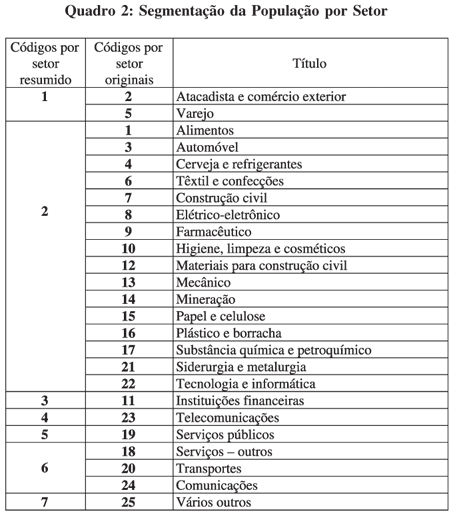 Quadro 2: Segmentação da População por Setor
Códigos por setor resumido | Códigos por setor originais | Título
1 | 2 | Atacadista e comércio exterior
5 | Varejo
2 | 1 | Alimentos
3 | Automóvel
4 | Cerveja e refrigerantes
6 | Têxtil e confecções
7 | Construção civil
8 | Elétrico-eletrônico
9 | Farmacêutico
10 | Higiene, limpeza e cosméticos
12 | Materiais para construção civil
13 | Mecânico
14 | Mineração
15 | Papel e celulose
16 | Plástico e borracha
17 | Substância química e petroquímico
21 | Siderurgia e metalurgia
22 | Tecnologia e informática
3 | 11 | Instituições financeiras
4 | 23 | Telecomunicações
5 | 19 | Serviços públicos
6 | 18 | Serviços – outros
20 | Transportes
24 | Comunicações
7 | 25 | Vários outros